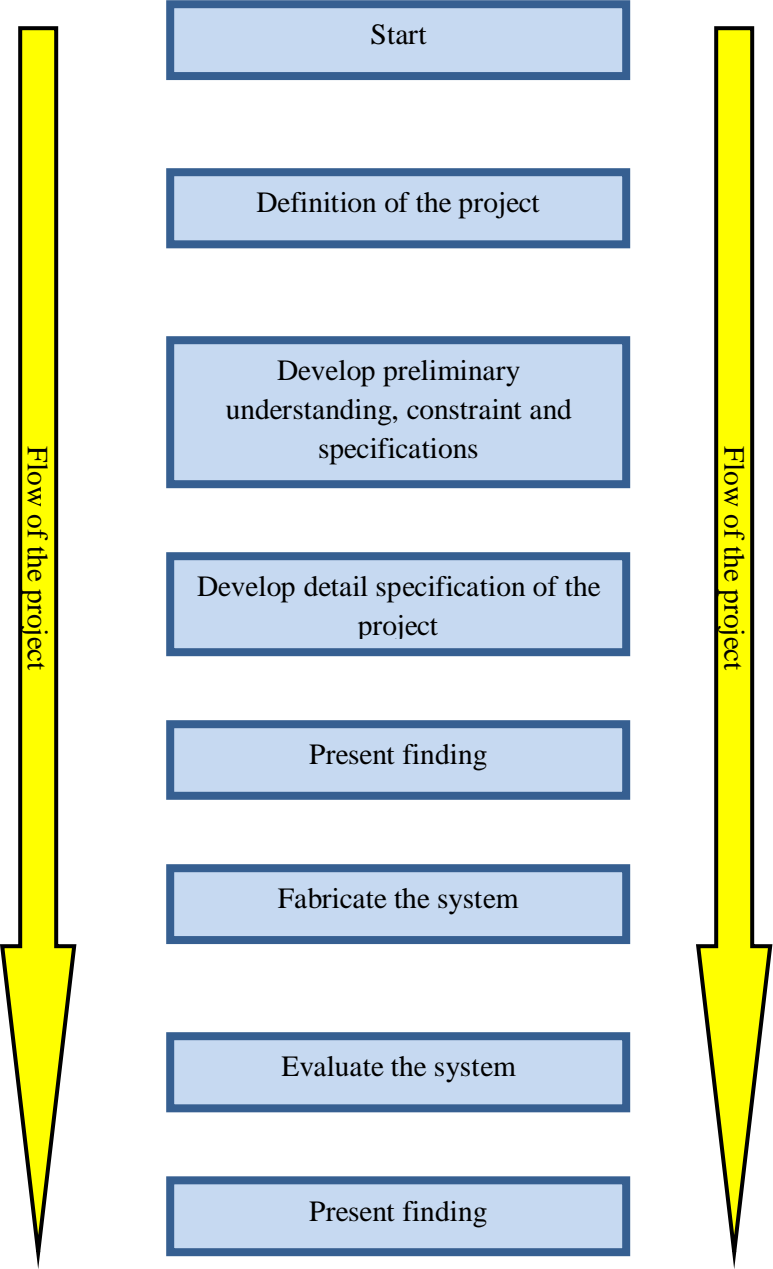 Start
Definition of the project
Develop preliminary
understanding, constraint and
specifications
Flow of the project
Flow of the project
Develop detail specification of the
project
Present finding
Fabricate the system
Evaluate the system
Present finding